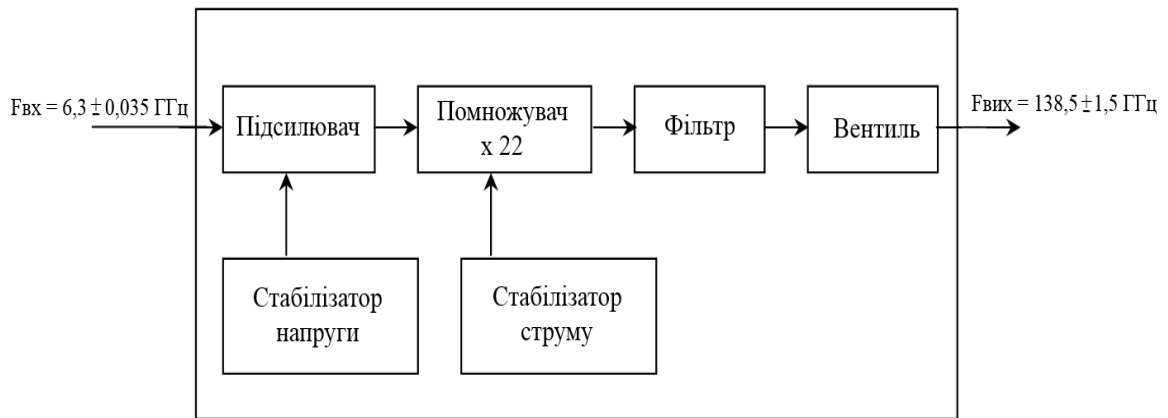 Fвх = 6,3 ± 0,035 ГГц
Підсилювач
Помножувач
х 22
Фільтр
Вентиль
Fвих = 138,5 ± 1,5 ГГц
Стабілізатор
напруги
Стабілізатор
струму